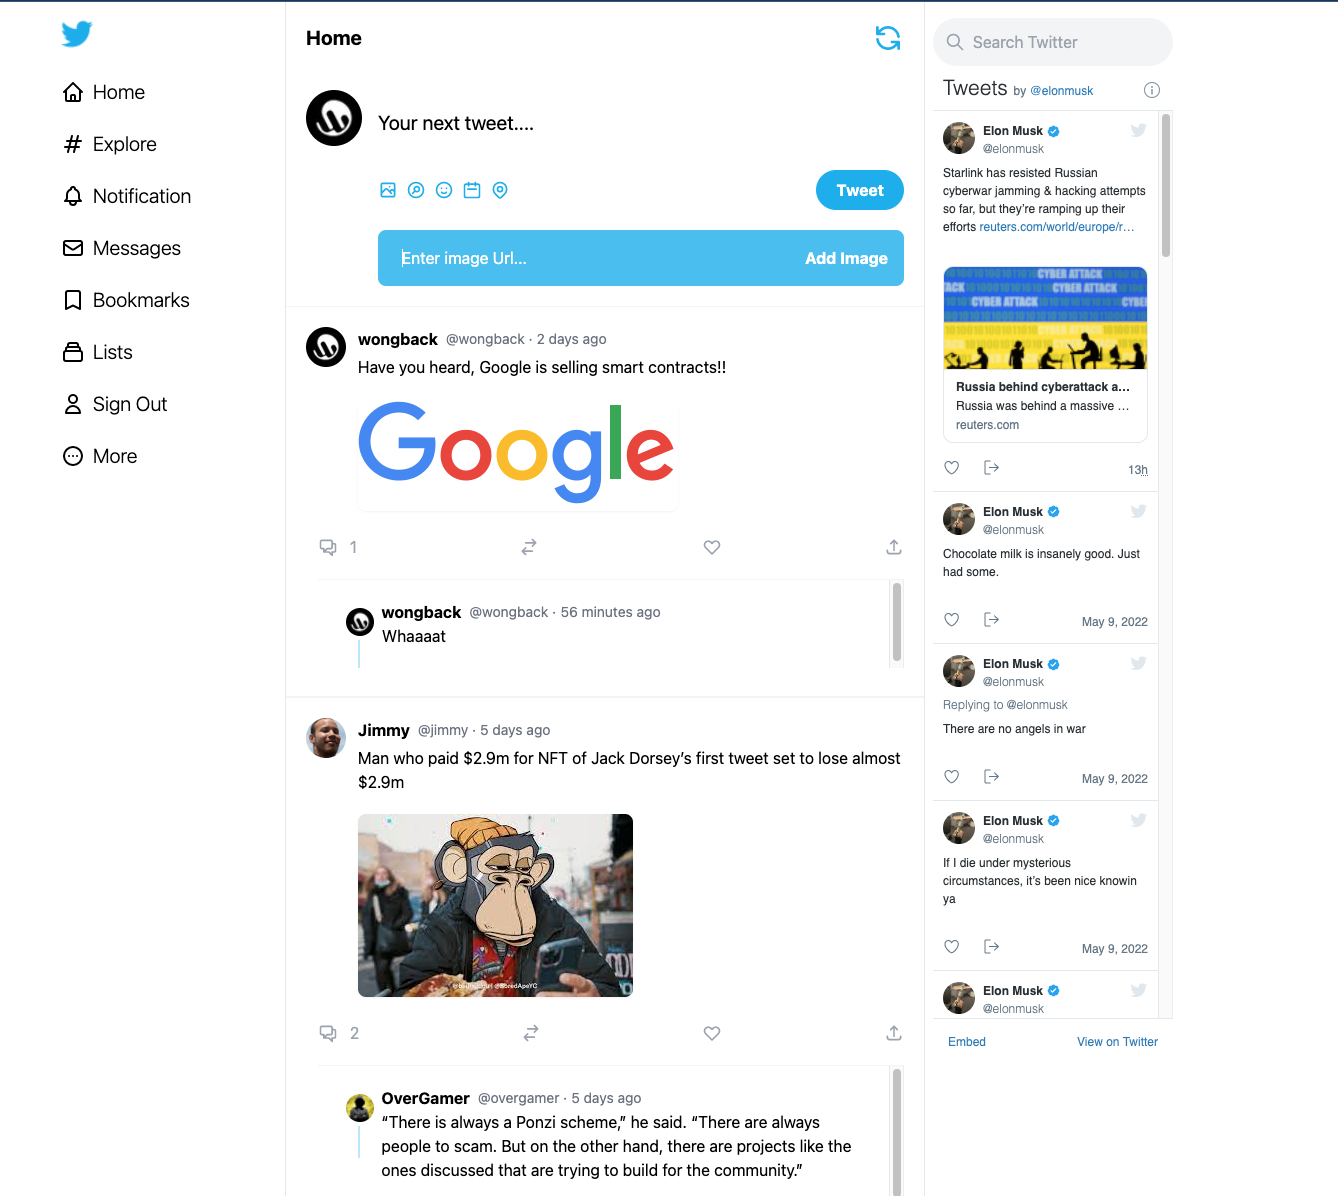 Home
Explore
Notification
Messages
Bookmarks
Lists
Sign Out
More
Home
Your next tweet....
Tweet
Enter image Url...
Add Image
wongback @wongback · 2 days ago
Have you heard, Google is selling smart contracts!!
Google
1
wongback @wongback · 56 minutes ago
Whaaaat
Jimmy @jimmy · 5 days ago
Man who paid $2.9m for NFT of Jack Dorsey’s first tweet set to lose almost
$2.9m
2
OverGamer @overgamer · 5 days ago
“There is always a Ponzi scheme,” he said. “There are always
people to scam. But on the other hand, there are projects like the
ones discussed that are trying to build for the community.”
Search Twitter
Tweets by @elonmusk
Elon Musk
@elonmusk
Starlink has resisted Russian
cyberwar jamming & hacking attempts
so far, but they’re ramping up their
efforts reuters.com/world/europe/r…
CYBER ATTACK
CYBER ATTACK
CYBER ATTACK
Russia behind cyberattack a...
Russia was behind a massive ...
reuters.com
13h
Elon Musk
@elonmusk
Chocolate milk is insanely good. Just
had some.
May 9, 2022
Elon Musk
@elonmusk
Replying to @elonmusk
There are no angels in war
May 9, 2022
Elon Musk
@elonmusk
If I die under mysterious
circumstances, it’s been nice knowin
ya
May 9, 2022
Elon Musk
@elonmusk
Embed
View on Twitter